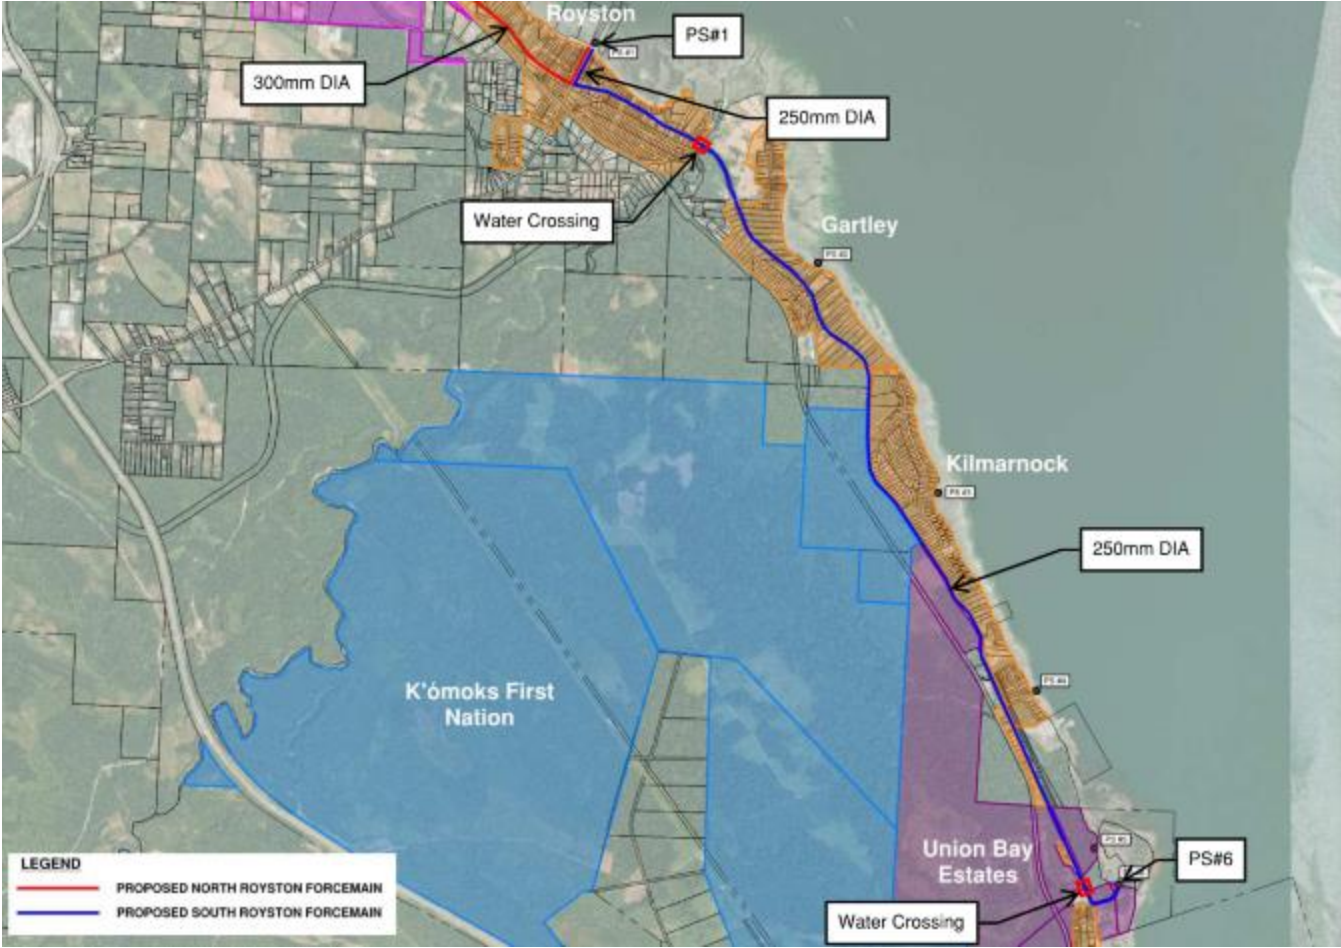 Royston
PS#1
300mm DIA
250mm DIA
Water Crossing
Gartley
Kilmarnock
250mm DIA
K'ómoks First
Nation
Union Bay
Estates
PS#6
Water Crossing
LEGEND
PROPOSED NORTH ROYSTON FORCEMAIN
PROPOSED SOUTH ROYSTON FORCEMAIN